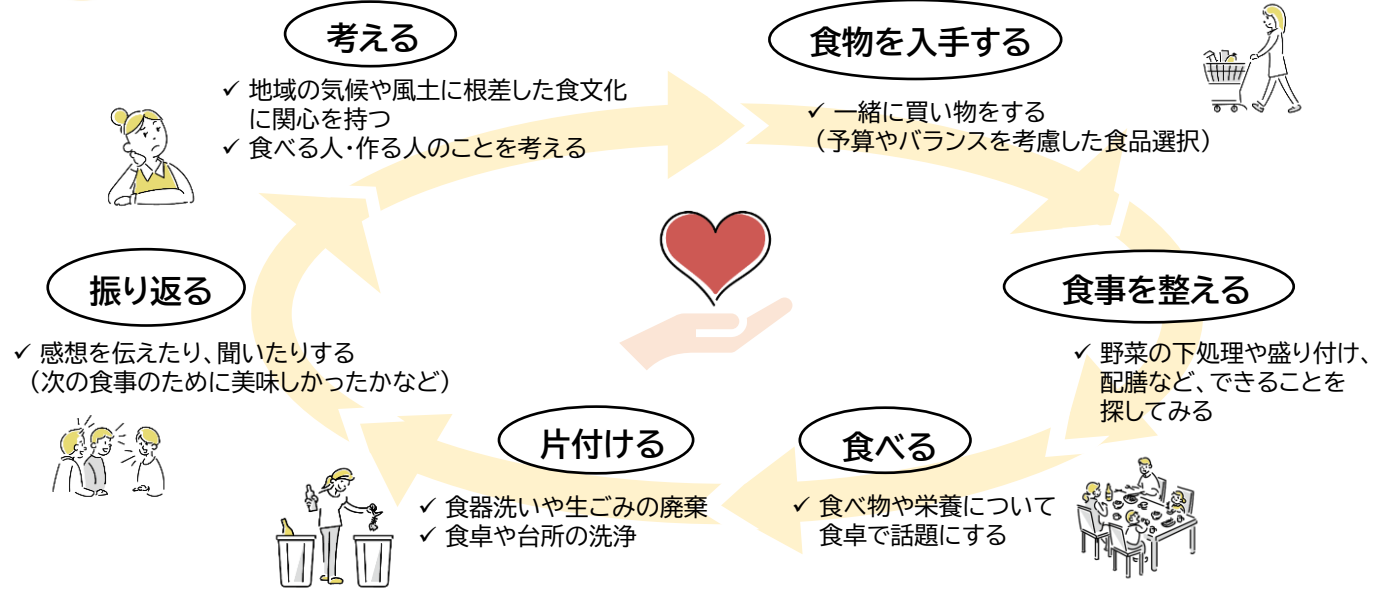 考える
✓ 地域の気候や風土に根差した食文化
に関心を持つ
✓ 食べる人・作る人のことを考える
食物を入手する
✓ 一緒に買い物をする
（予算やバランスを考慮した食品選択）
食事を整える
✓ 野菜の下処理や盛り付け、
配膳など、できることを
探してみる
食べる
✓ 食べ物や栄養について
食卓で話題にする
片付ける
✓ 食器洗いや生ごみの廃棄
✓ 食卓や台所の洗浄
振り返る
✓ 感想を伝えたり、聞いたりする
（次の食事のために美味しかったかなど）